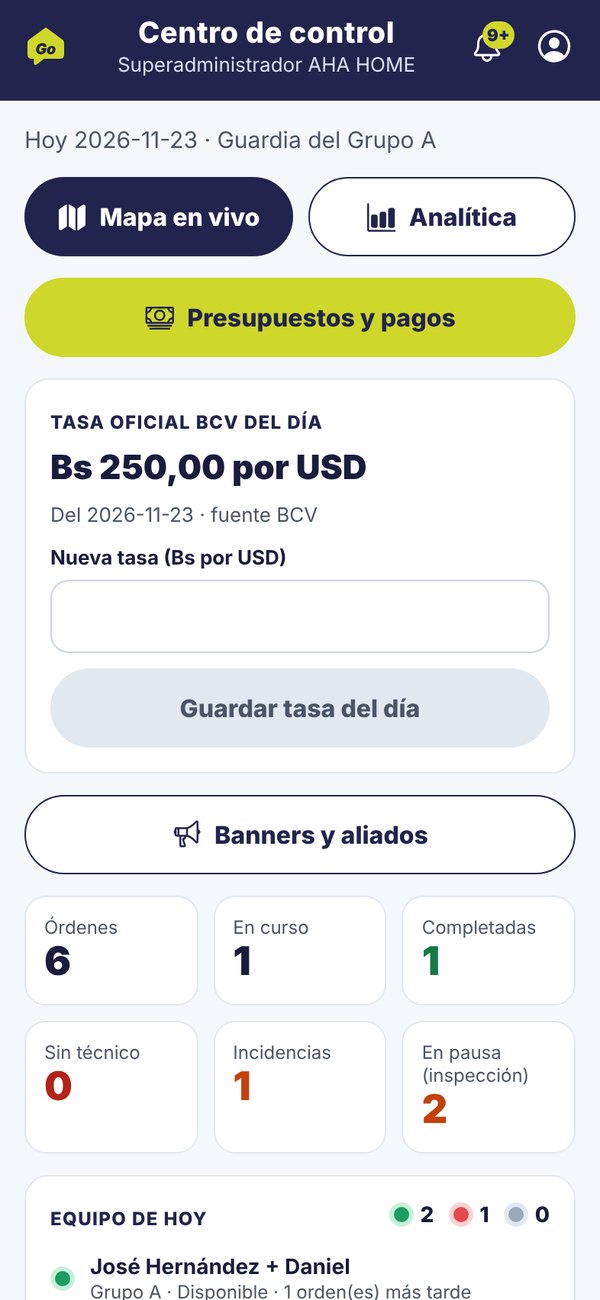 Go
Centro de control
Superadministrador AHA HOME
9+
Hoy 2026-11-23 · Guardia del Grupo A
Mapa en vivo
Analítica
Presupuestos y pagos
TASA OFICIAL BCV DEL DÍA
Bs 250,00 por USD
Del 2026-11-23 · fuente BCV
Nueva tasa (Bs por USD)
Guardar tasa del día
Banners y aliados
Órdenes
6
En curso
1
Completadas
1
Sin técnico
0
Incidencias
1
En pausa
(inspección)
2
EQUIPO DE HOY
2
1
0
José Hernández + Daniel
Grupo A · Disponible · 1 orden(es) más tarde